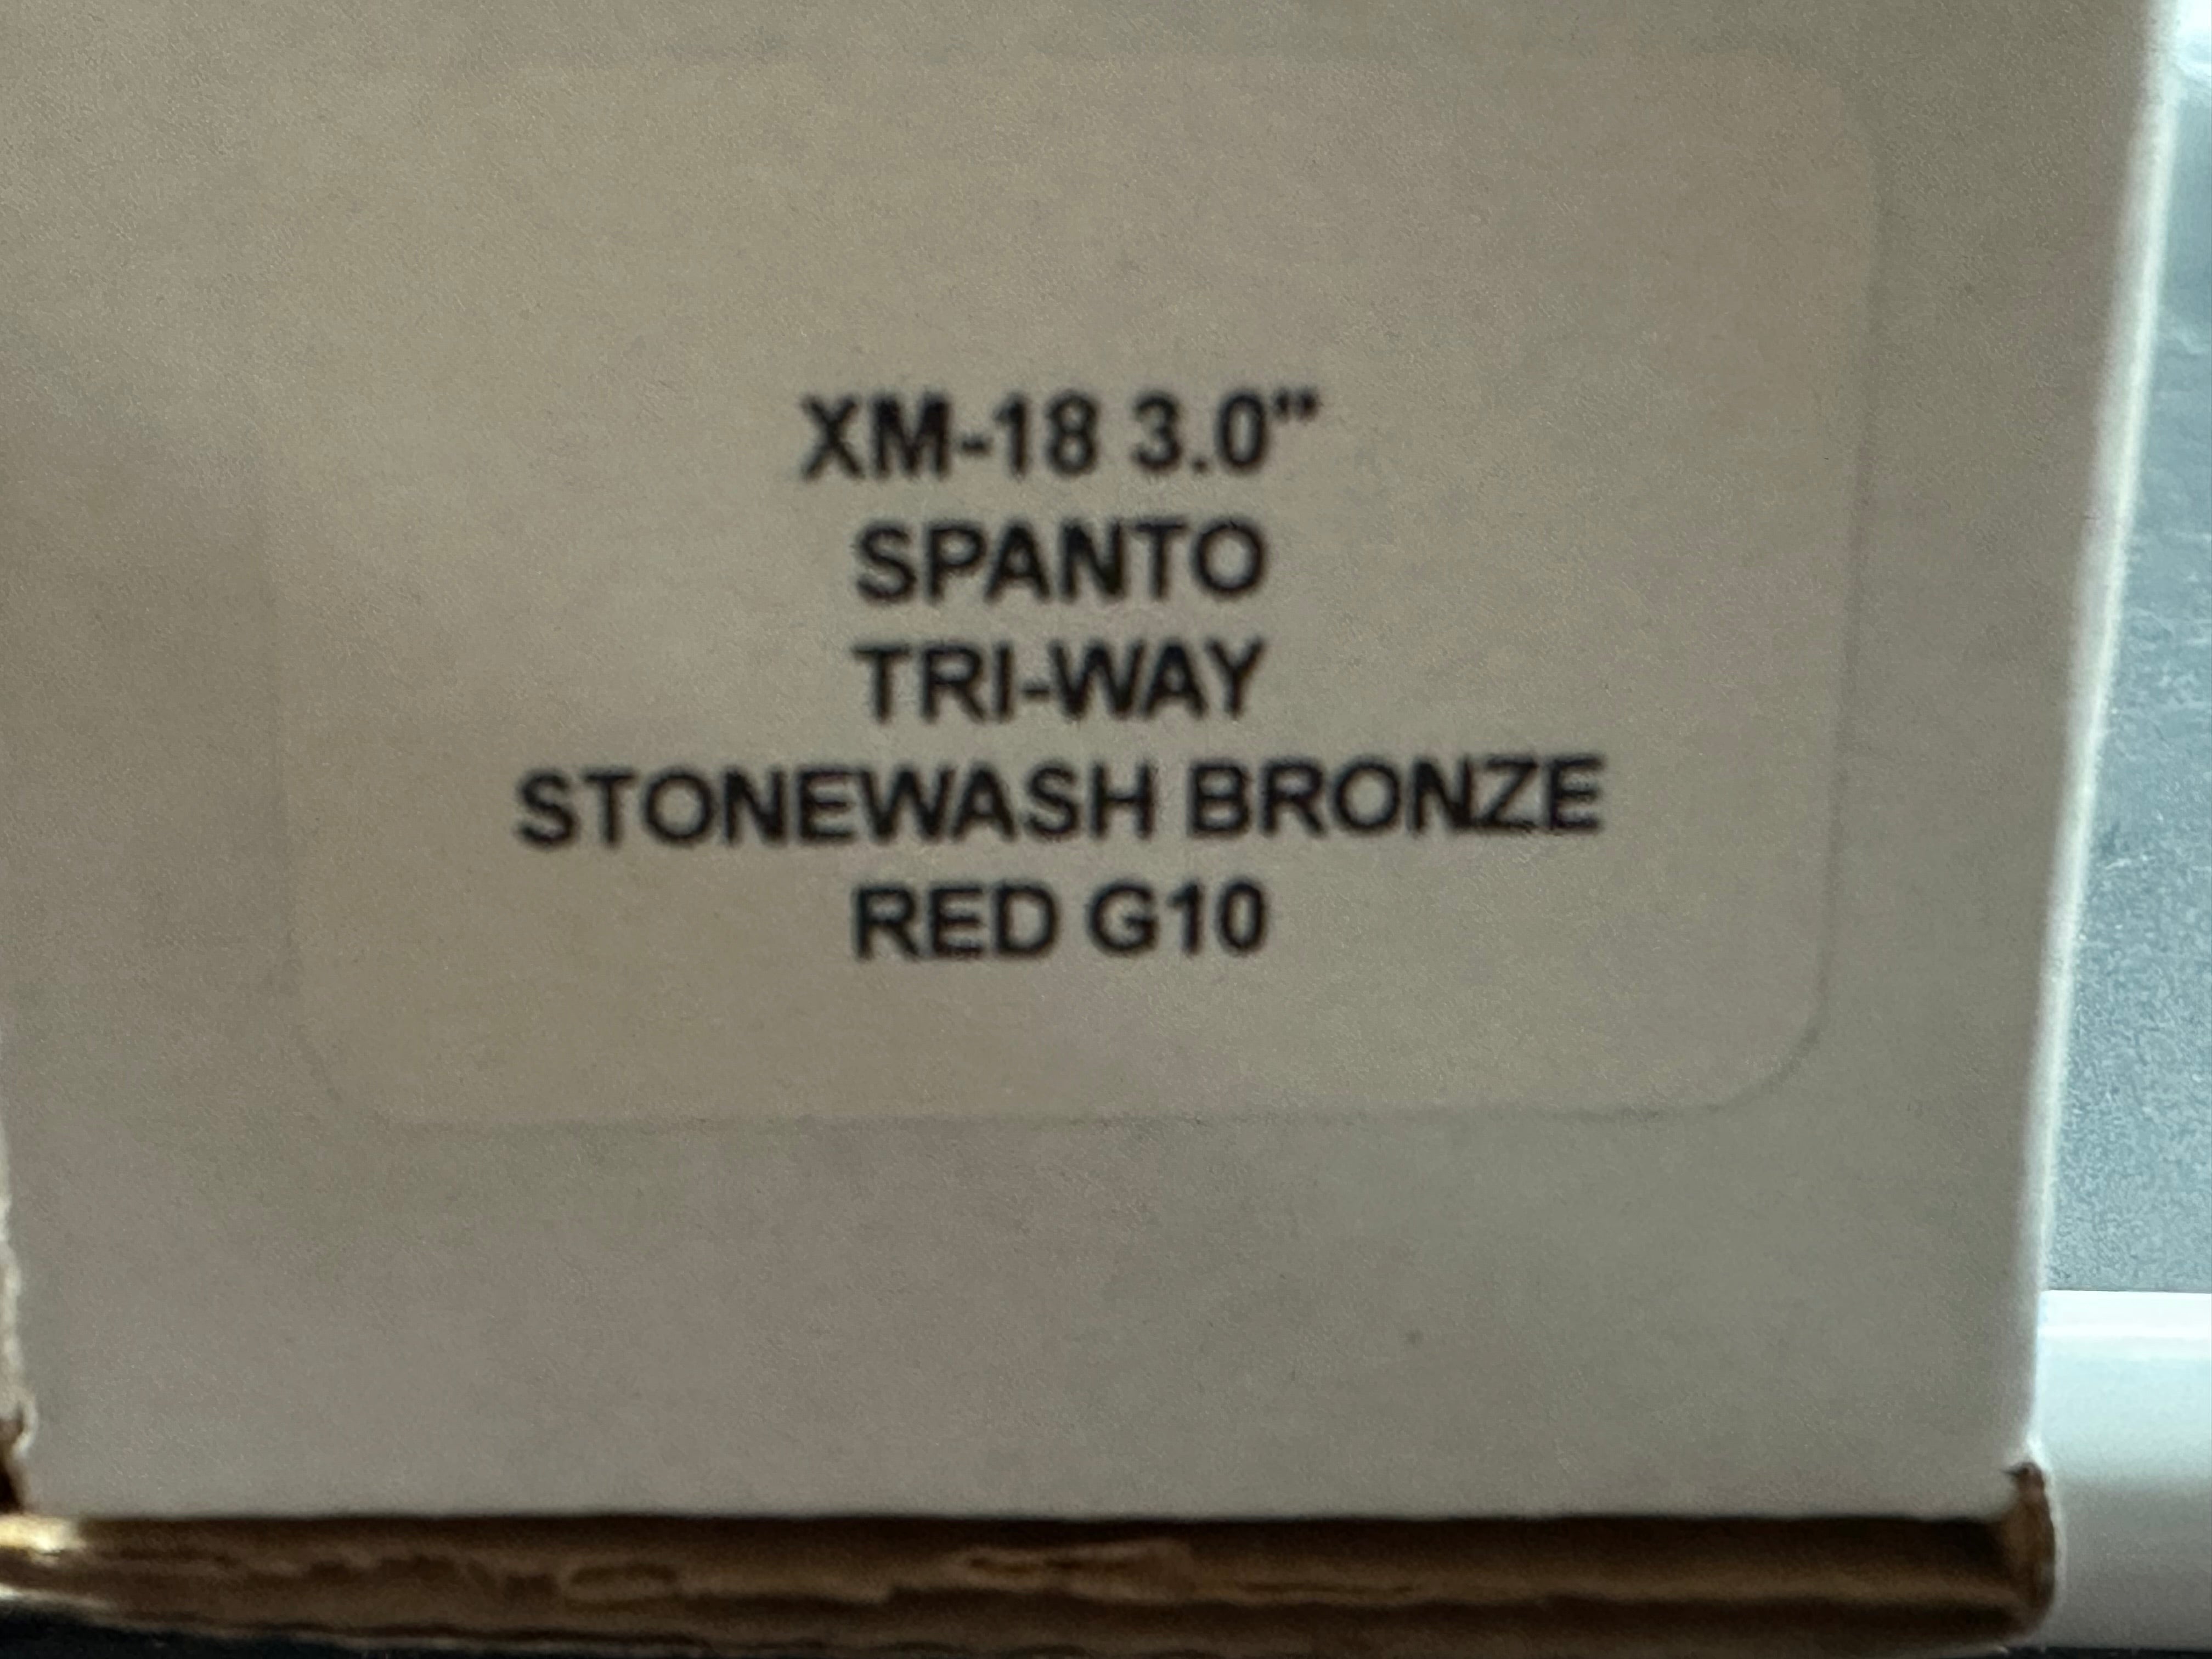 XM-18 3.0"
SPANTO
TRI-WAY
STONEWASH BRONZE
RED G10